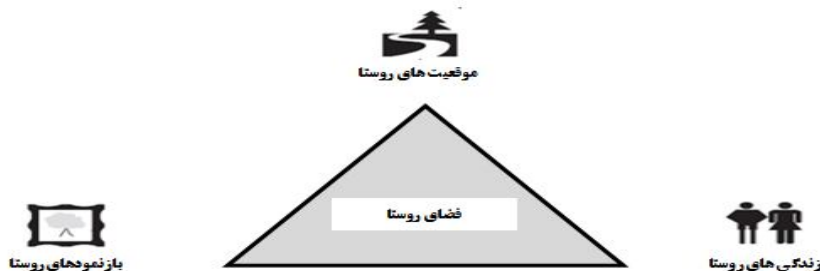 موقعیت های روستا
فضای روستا
زندگی های روستا
بازنمودهای روستا